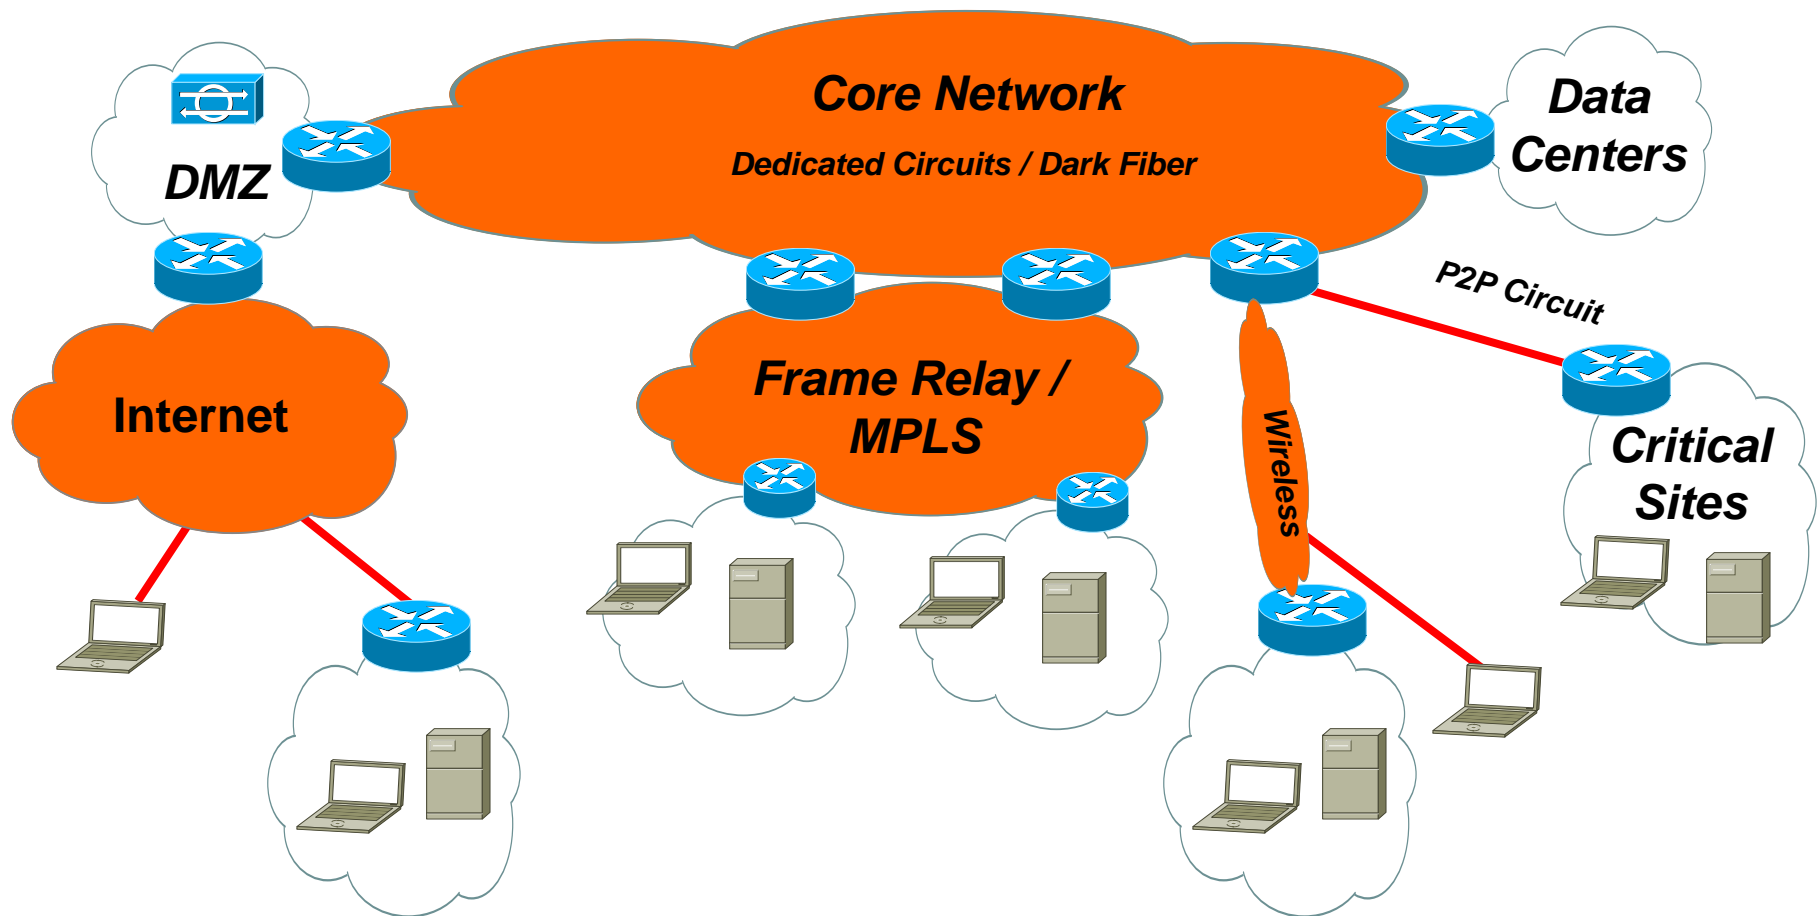 Core Network
Dedicated Circuits / Dark Fiber
Data
Centers
DMZ
P2P Circuit
Internet
Frame Relay /
MPLS
Wireless
Critical
Sites